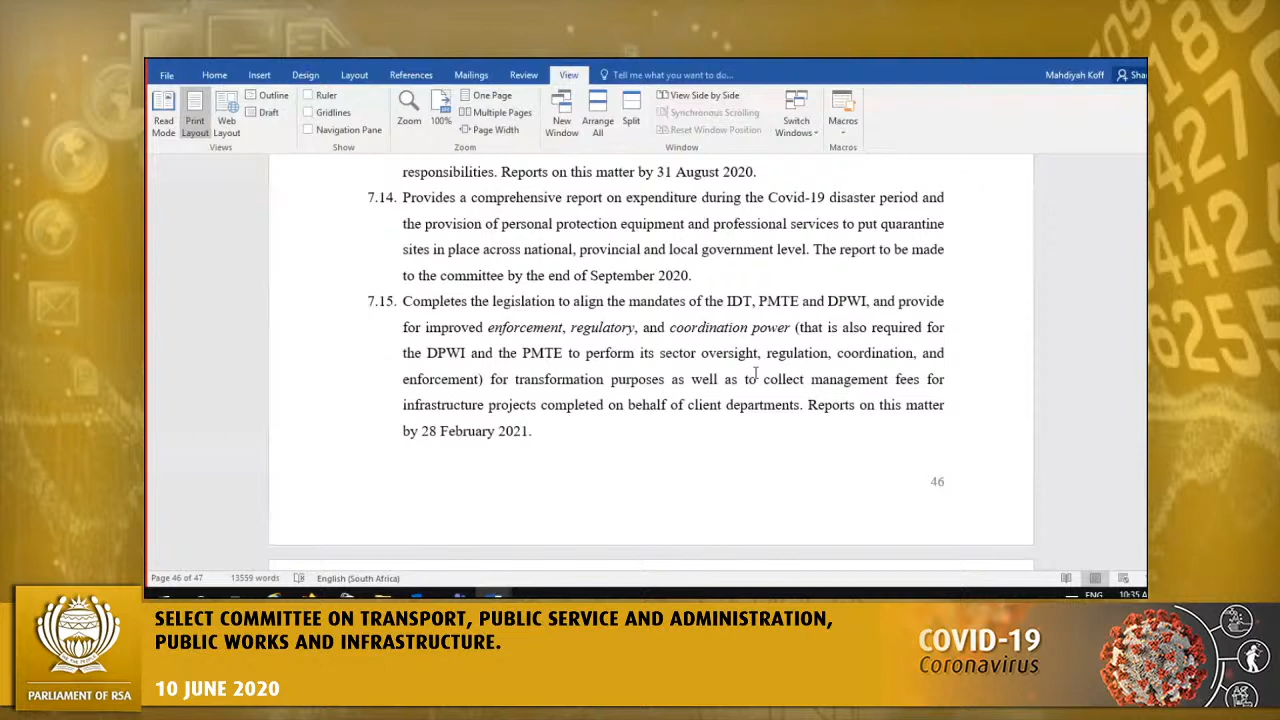 File Home Insert Design Layout References Mailings Review View Tell me what you want to do... Mahdiyah Koff Shar
Read Mode
Print Layout
Web Layout
Outline
Draft
Views
Ruler
Gridlines
Navigation Pane
Show
Zoom
100%
One Page
Multiple Pages
Page Width
Zoom
New Window
Arrange All
Split
View Side by Side
Synchronous Scrolling
Reset Window Position
Window
Switch Windows
Macros
Macros
responsibilities. Reports on this matter by 31 August 2020.
7.14. Provides a comprehensive report on expenditure during the Covid-19 disaster period and
the provision of personal protection equipment and professional services to put quarantine
sites in place across national, provincial and local government level. The report to be made
to the committee by the end of September 2020.
7.15. Completes the legislation to align the mandates of the IDT, PMTE and DPWI, and provide
for improved enforcement, regulatory, and coordination power (that is also required for
the DPWI and the PMTE to perform its sector oversight, regulation, coordination, and
enforcement) for transformation purposes as well as to collect management fees for
infrastructure projects completed on behalf of client departments. Reports on this matter
by 28 February 2021.
46
Page 46 of 47 13559 words English (South Africa)
ENG 10:35 A
SELECT COMMITTEE ON TRANSPORT, PUBLIC SERVICE AND ADMINISTRATION,
PUBLIC WORKS AND INFRASTRUCTURE.
10 JUNE 2020
PARLIAMENT OF RSA
COVID-19
Coronavirus